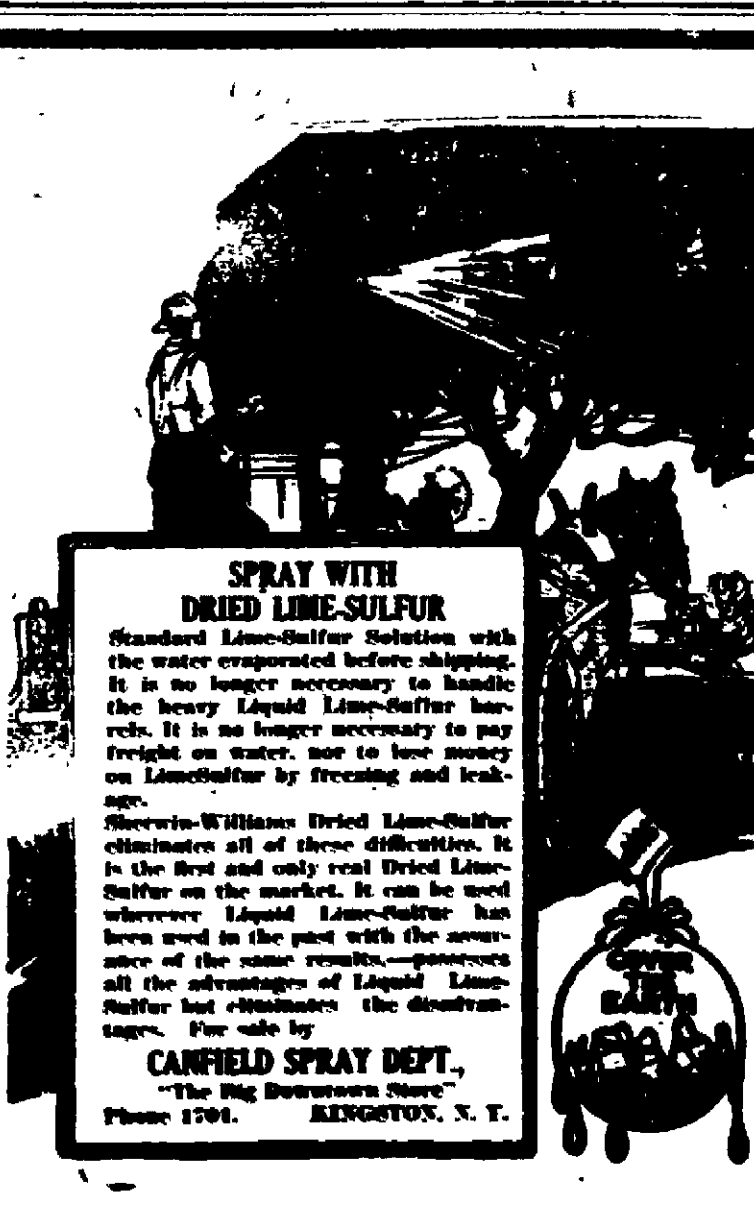 SPRAY WITH
DRIED LIME-SULFUR
Standard Lime-Sulfur Solution with
the water evaporated before shipping.
It is no longer necessary to handle
the heavy Liquid Lime-Sulfur bar-
rels. It is no longer necessary to pay
freight on water, nor to lose money
on LimeSulfur by freezing and leak-
age.
Sherwin-Williams Dried Lime-Sulfur
eliminates all of these difficulties. It
is the first and only real Dried Lime-
Sulfur on the market. It can be used
wherever Liquid Lime-Sulfur has
been used in the past with the assur-
ance of the same results,—possesses
all the advantages of Liquid Lime-
Sulfur but eliminates the disadvan-
tages. For sale by
CANFIELD SPRAY DEPT.,
"The Big Downtown Store"
Phone 1701. KINGSTON, N. Y.
COVER
THE
EARTH